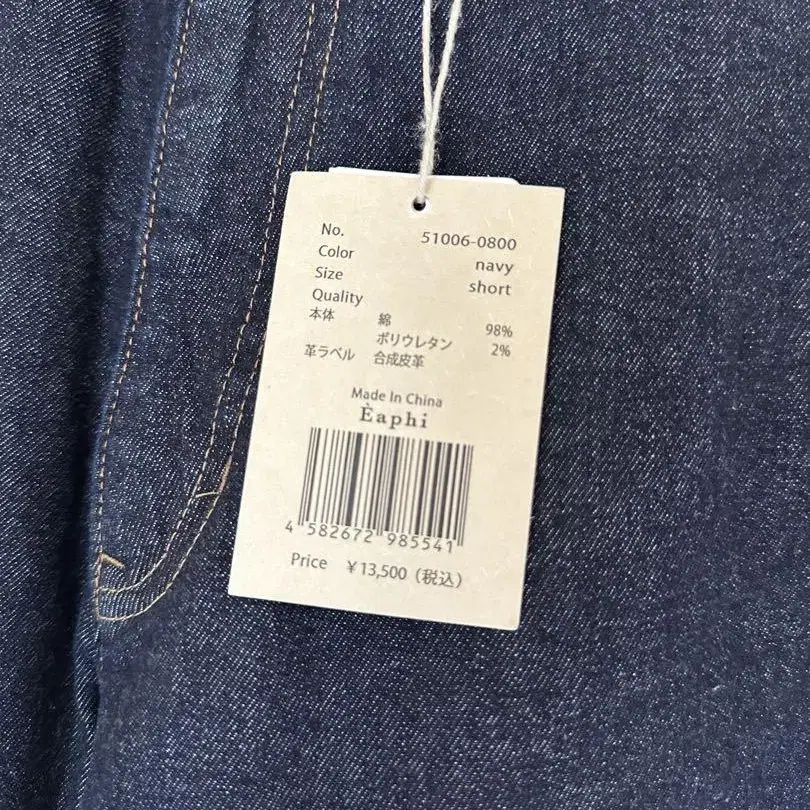 No. 51006-0800
Color navy
Size short
Quality
本体 綿 98%
ポリウレタン 2%
革ラベル 合成皮革
Made In China
Èaphi
4 582672 985541
Price ¥13,500（税込）